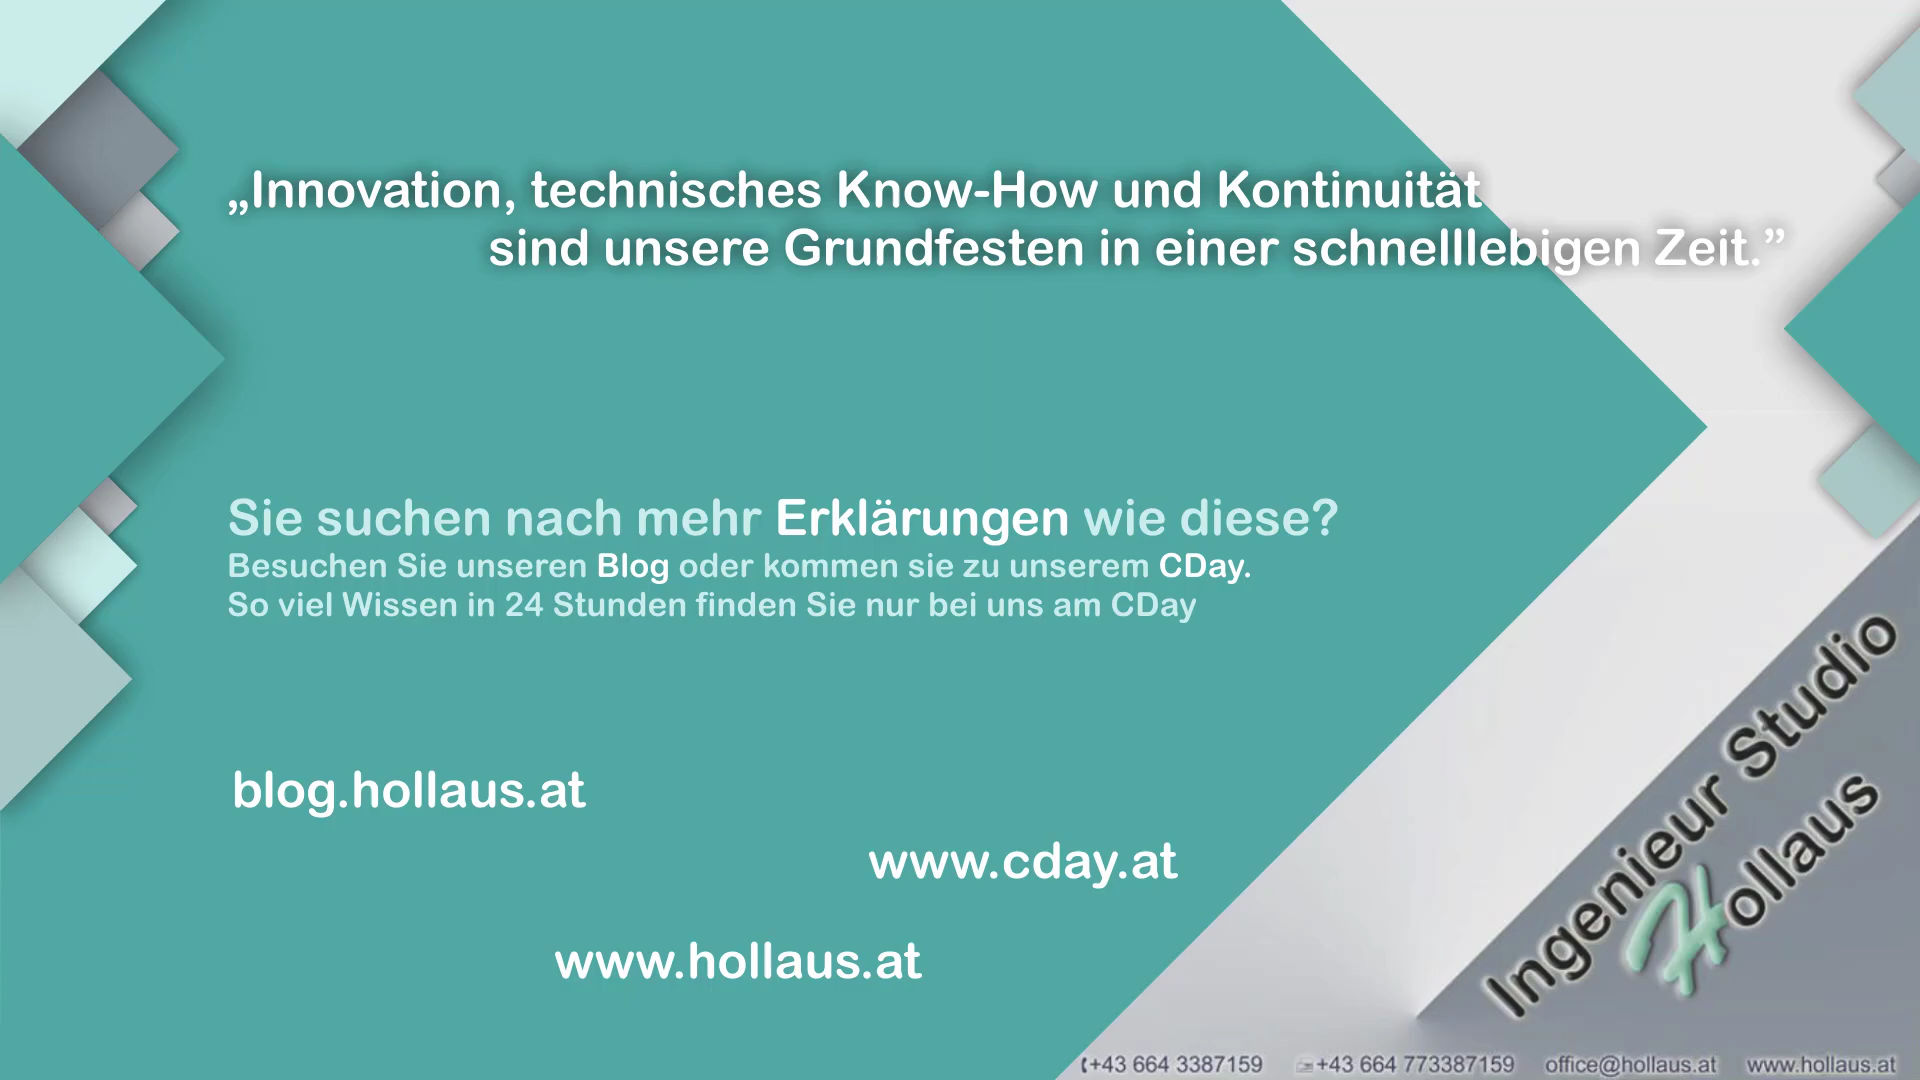 „Innovation, technisches Know-How und Kontinuität
sind unsere Grundfesten in einer schnelllebigen Zeit.”
Sie suchen nach mehr Erklärungen wie diese?
Besuchen Sie unseren Blog oder kommen sie zu unserem CDay.
So viel Wissen in 24 Stunden finden Sie nur bei uns am CDay
blog.hollaus.at
www.cday.at
www.hollaus.at
Ingenieur Studio
Hollaus
+43 664 3387159 +43 664 773387159 office@hollaus.at www.hollaus.at